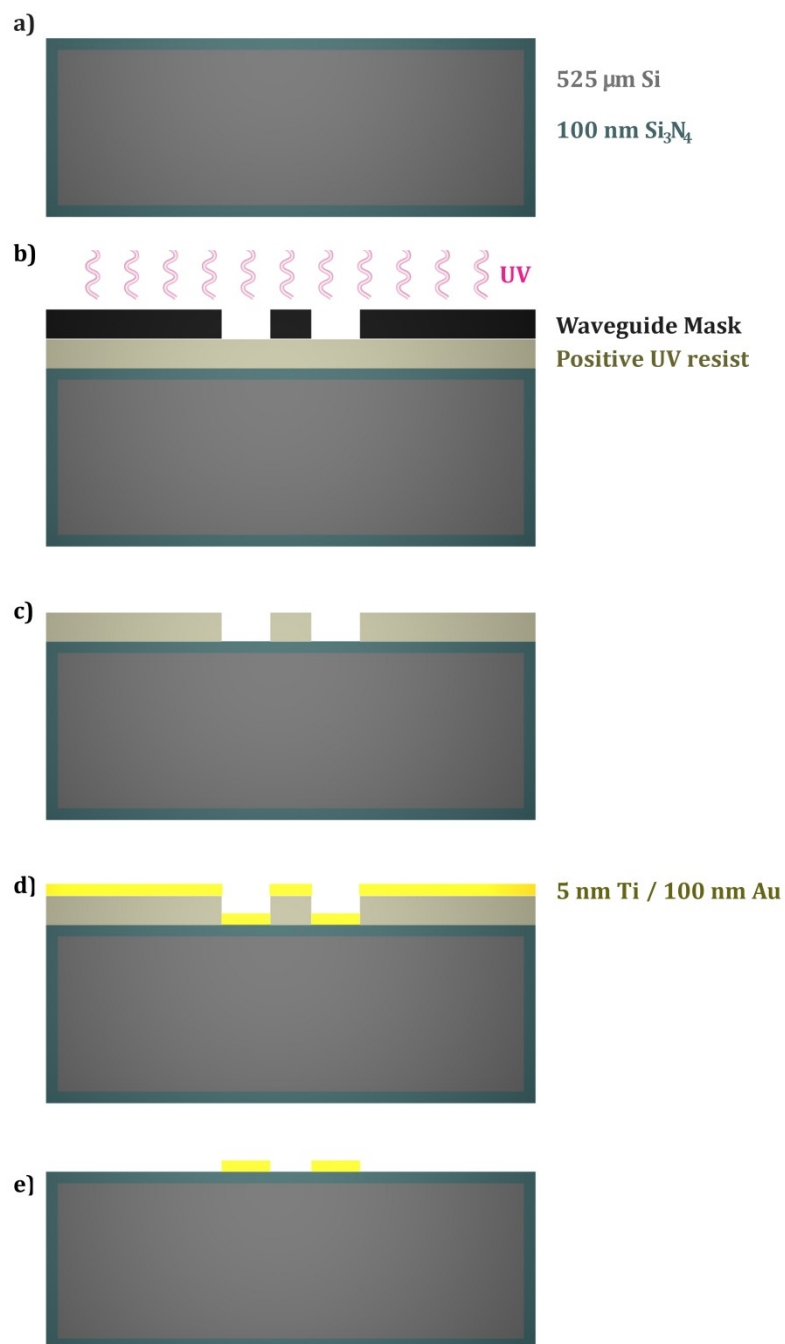 a)
525 μm Si
100 nm Si₃N₄
b)
UV
Waveguide Mask
Positive UV resist
c)
d)
5 nm Ti / 100 nm Au
e)